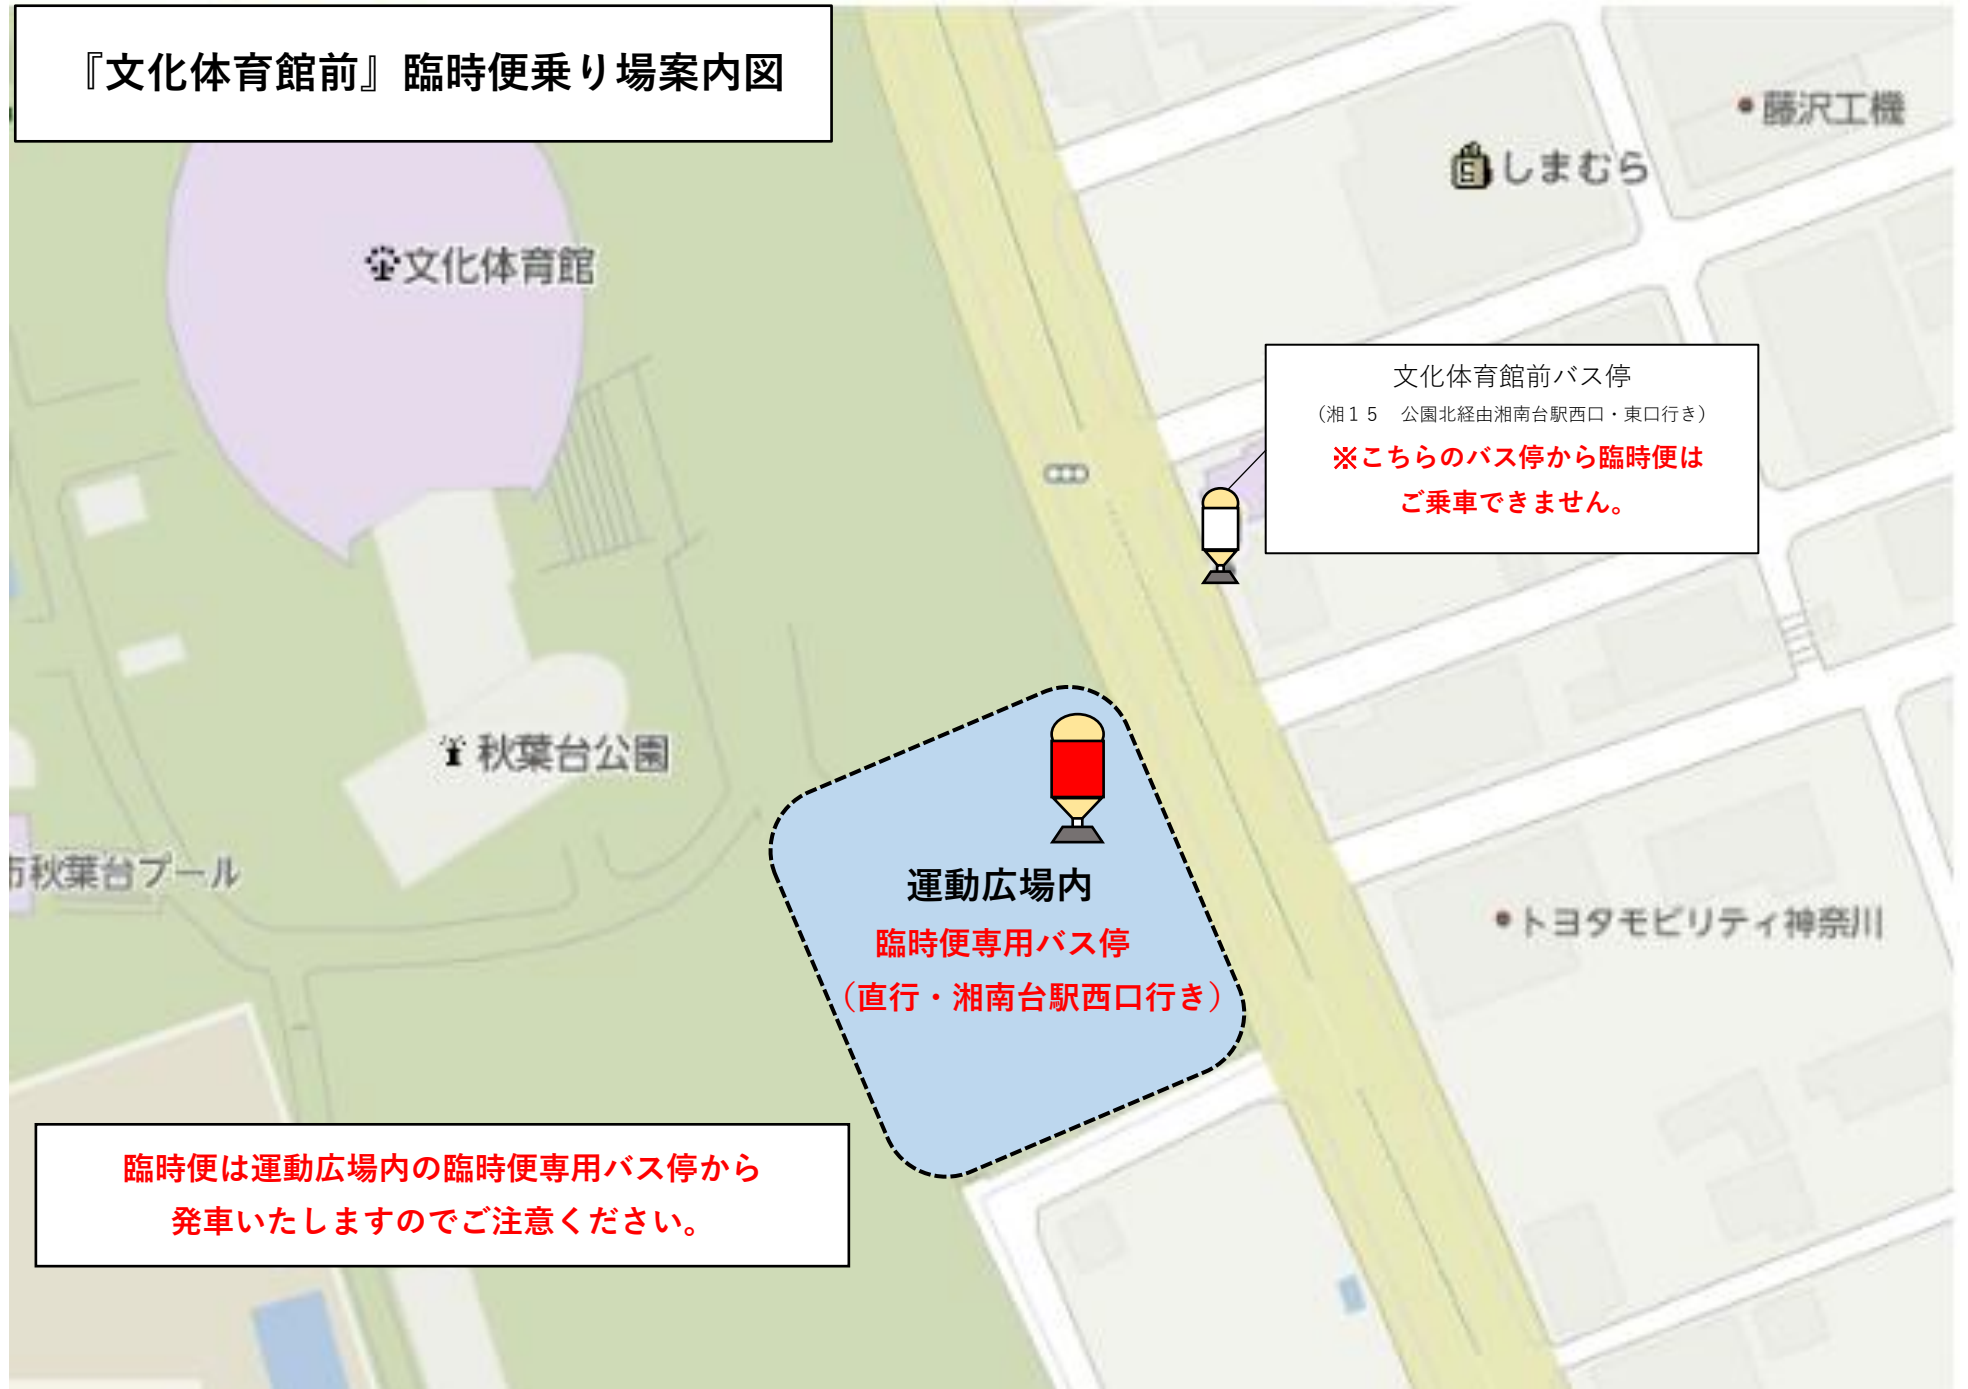 『文化体育館前』臨時便乗り場案内図
藤沢工機
しまむら
文化体育館
文化体育館前バス停
（湘１５　公園北経由湘南台駅西口・東口行き）
※こちらのバス停から臨時便は
ご乗車できません。
秋葉台公園
市秋葉台プール
運動広場内
臨時便専用バス停
（直行・湘南台駅西口行き）
トヨタモビリティ神奈川
臨時便は運動広場内の臨時便専用バス停から
発車いたしますのでご注意ください。